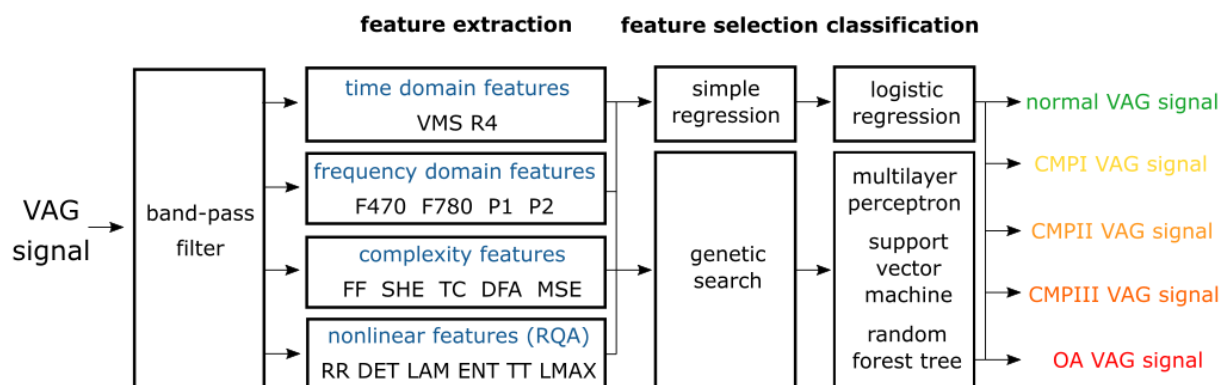 feature extraction
feature selection classification
VAG
signal
band-pass
filter
time domain features
VMS R4
frequency domain features
F470 F780 P1 P2
complexity features
FF SHE TC DFA MSE
nonlinear features (RQA)
RR DET LAM ENT TT LMAX
simple
regression
genetic
search
logistic
regression
multilayer
perceptron
support
vector
machine
random
forest tree
normal VAG signal
CMPI VAG signal
CMPII VAG signal
CMPIII VAG signal
OA VAG signal